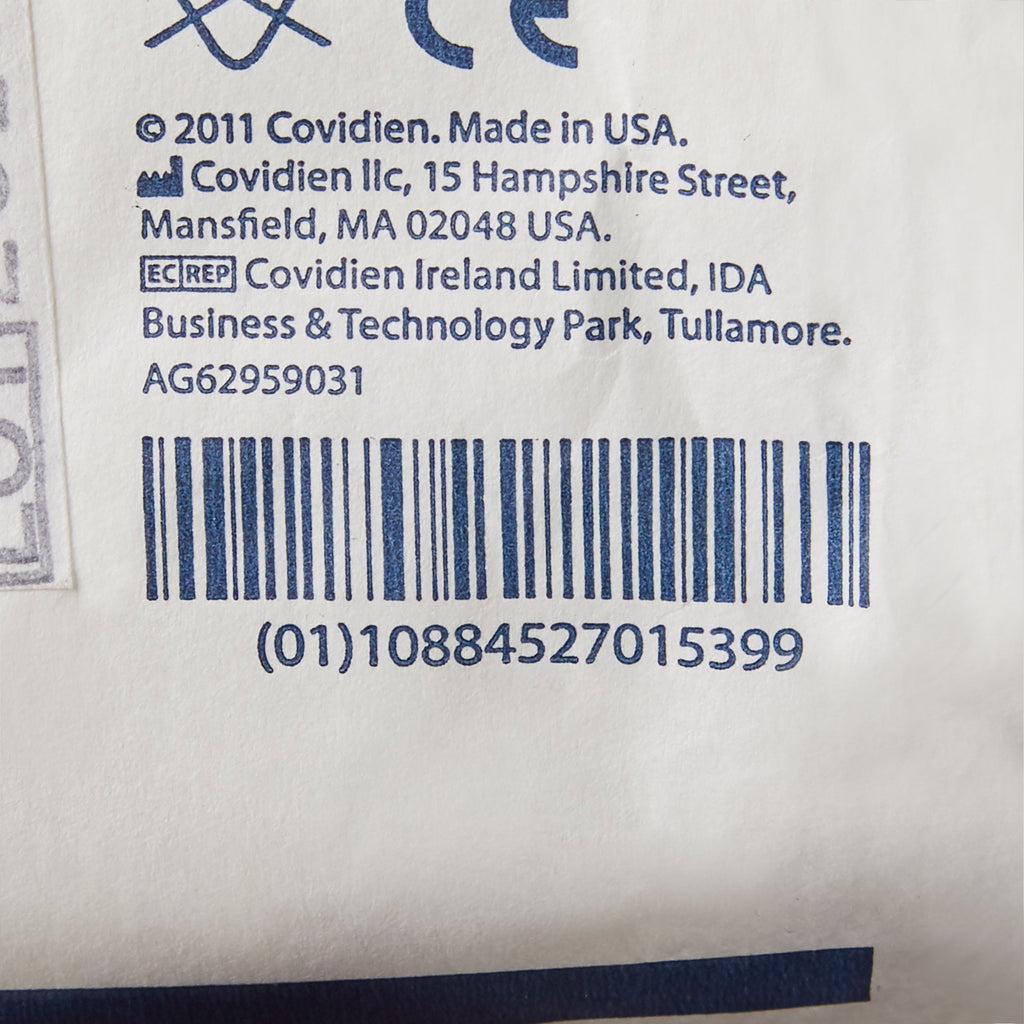 CE
© 2011 Covidien. Made in USA.
Covidien llc, 15 Hampshire Street,
Mansfield, MA 02048 USA.
EC REP Covidien Ireland Limited, IDA
Business & Technology Park, Tullamore.
AG62959031
(01)10884527015399